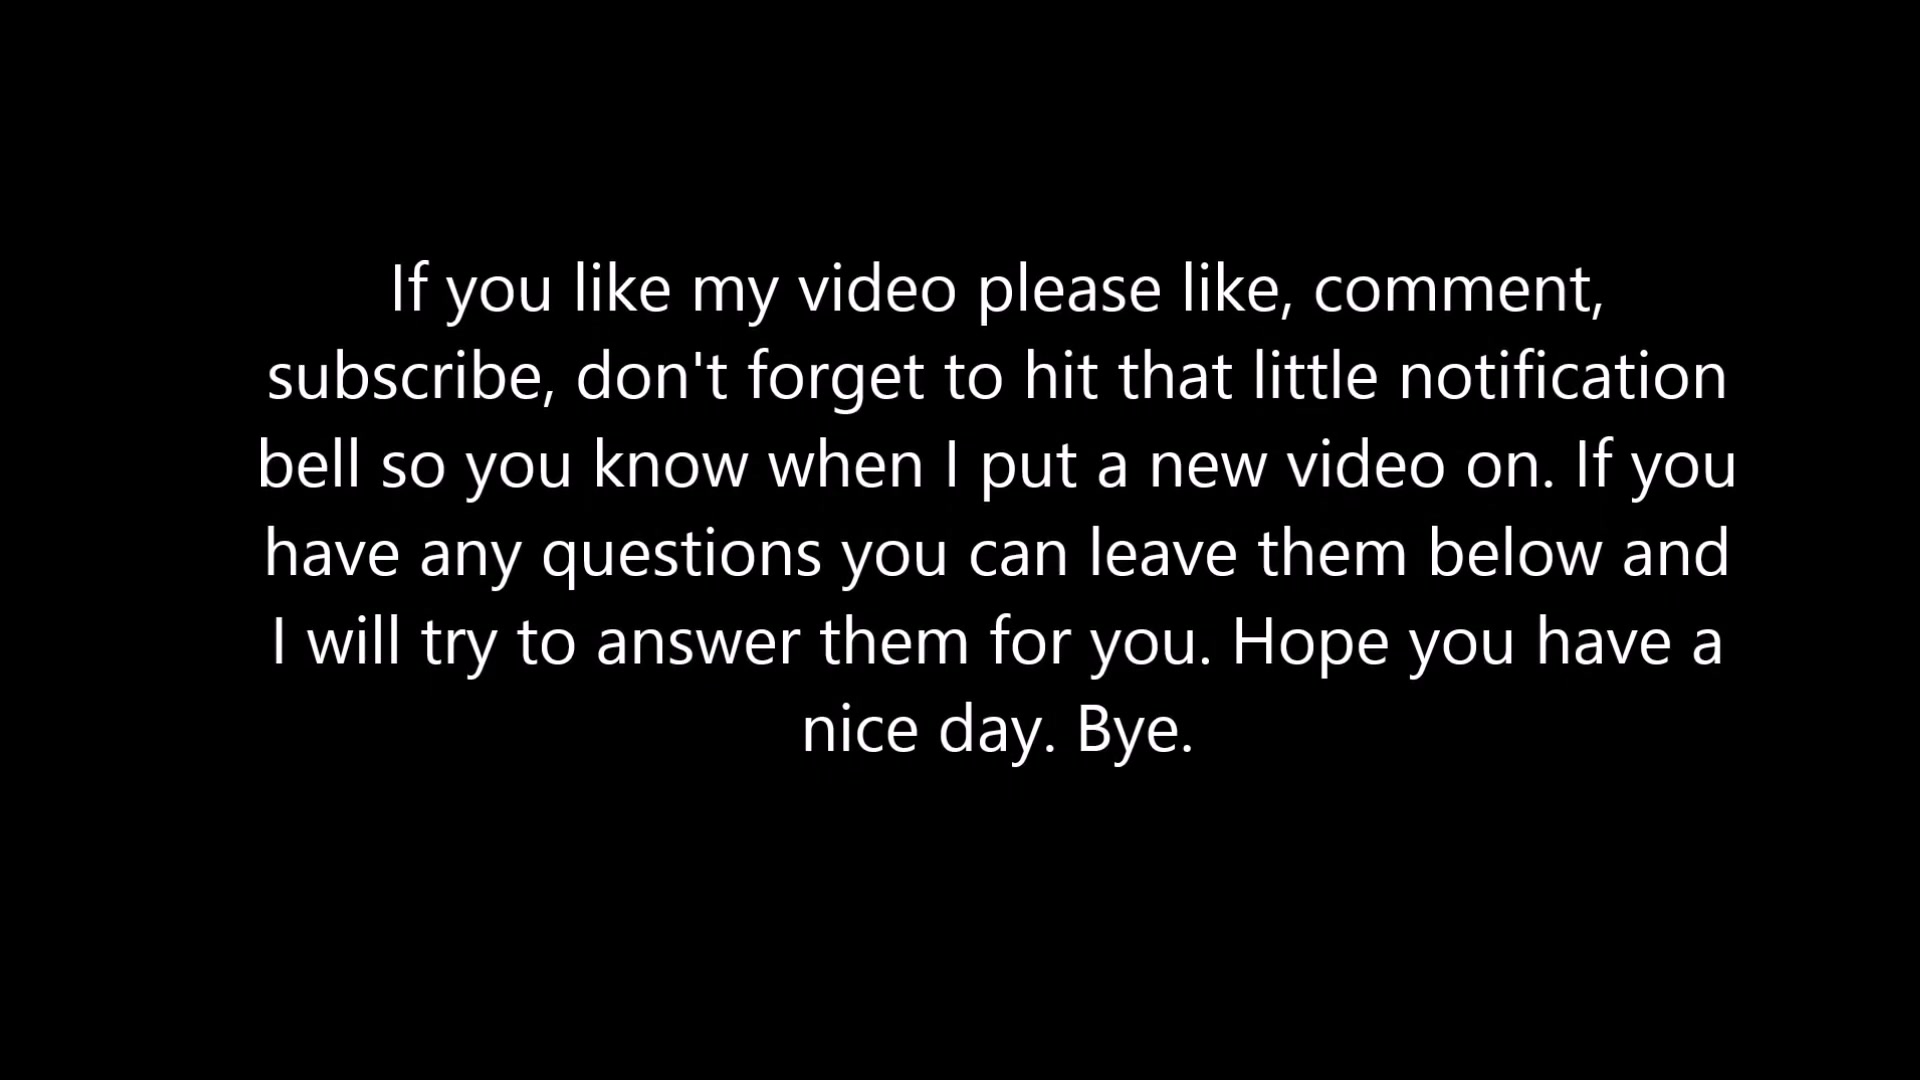 If you like my video please like, comment,
subscribe, don't forget to hit that little notification
bell so you know when I put a new video on. If you
have any questions you can leave them below and
I will try to answer them for you. Hope you have a
nice day. Bye.